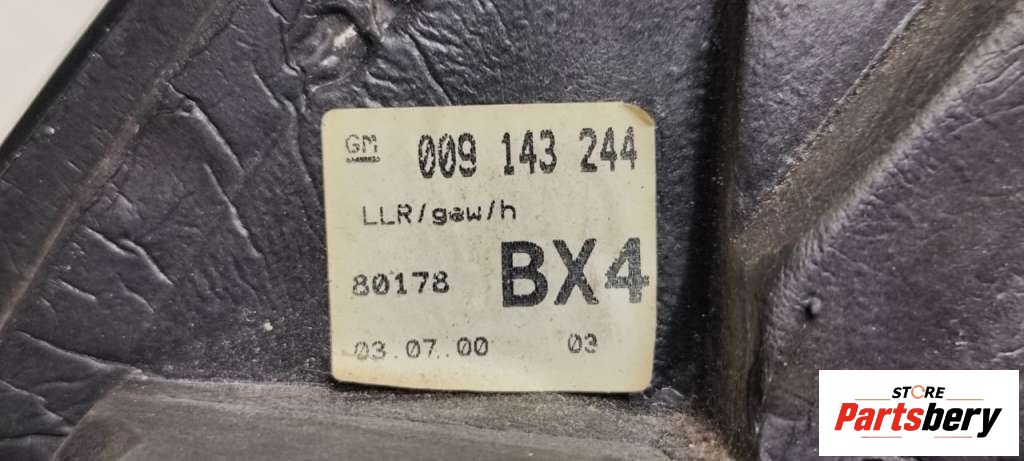 GM 009 143 244
LLR/gew/h
80178 BX4
03.07.00 03
STORE
Partsbery